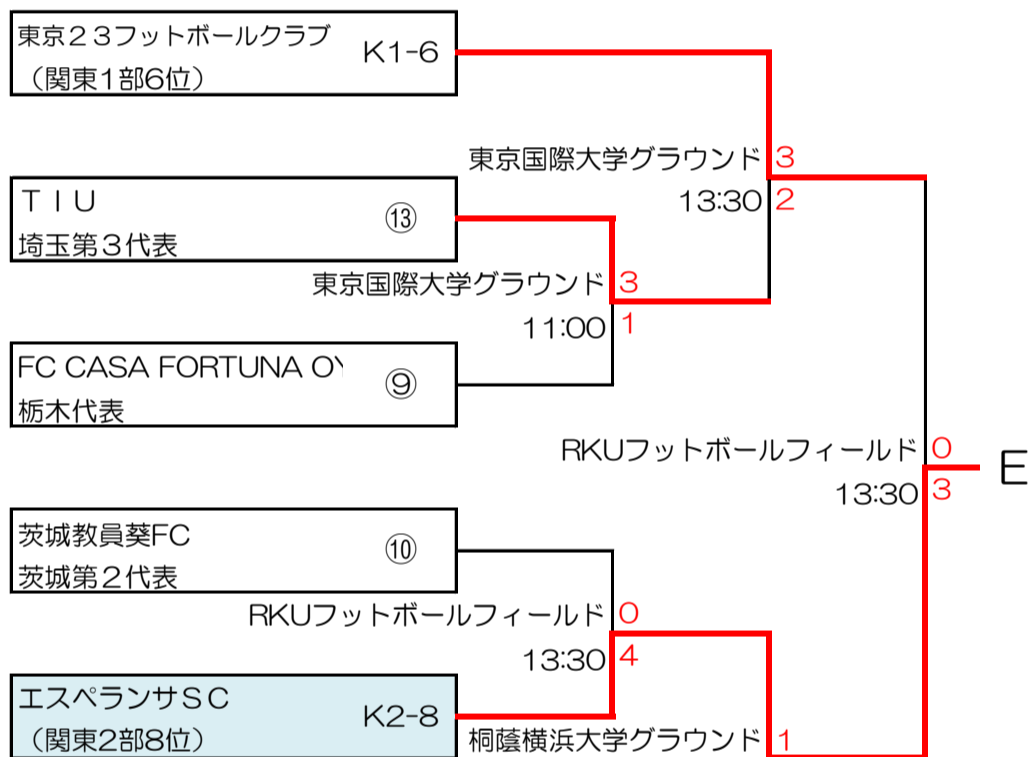 東京２３フットボールクラブ K1-6
（関東1部6位）
東京国際大学グラウンド 3
13:30 2
ＴＩＵ ⑬
埼玉第３代表
東京国際大学グラウンド 3
11:00 1
FC CASA FORTUNA OY ⑨
栃木代表
RKUフットボールフィールド 0
13:30 3
E
茨城教員葵FC ⑩
茨城第２代表
RKUフットボールフィールド 0
13:30 4
エスペランサＳＣ K2-8
（関東2部8位）
桐蔭横浜大学グラウンド 1